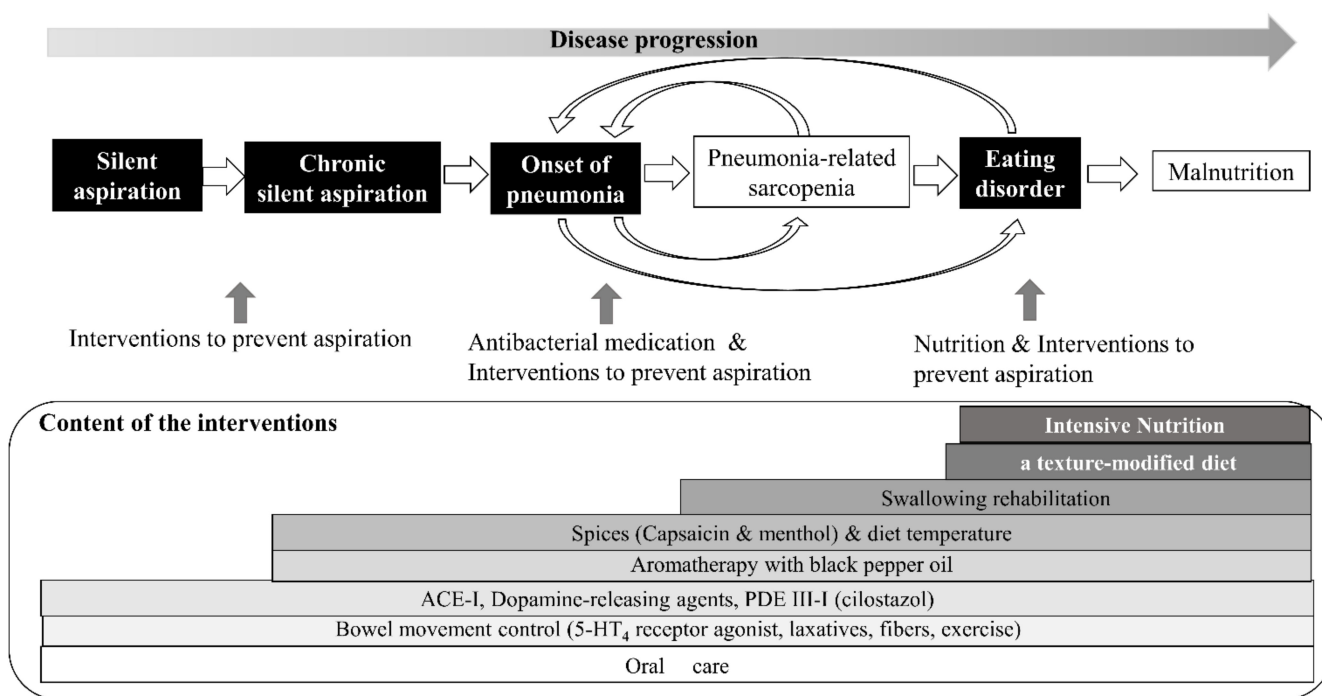 Disease progression
Silent
aspiration
Chronic
silent aspiration
Onset of
pneumonia
Pneumonia-related
sarcopenia
Eating
disorder
Malnutrition
Interventions to prevent aspiration
Antibacterial medication &
Interventions to prevent aspiration
Nutrition & Interventions to
prevent aspiration
Content of the interventions
Intensive Nutrition
a texture-modified diet
Swallowing rehabilitation
Spices (Capsaicin & menthol) & diet temperature
Aromatherapy with black pepper oil
ACE-I, Dopamine-releasing agents, PDE III-I (cilostazol)
Bowel movement control (5-HT₄ receptor agonist, laxatives, fibers, exercise)
Oral care